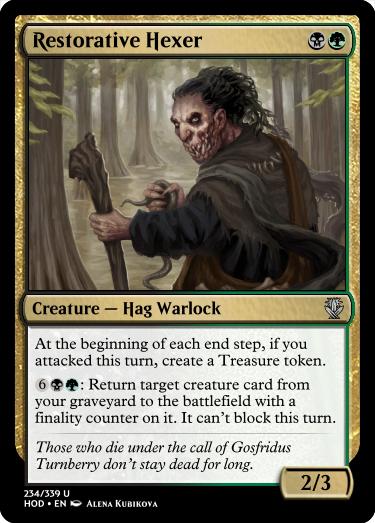 Restorative Hexer
Creature — Hag Warlock
At the beginning of each end step, if you
attacked this turn, create a Treasure token.
6: Return target creature card from
your graveyard to the battlefield with a
finality counter on it. It can't block this turn.
Those who die under the call of Gosfridus
Turnberry don't stay dead for long.
2/3
234/339 U
HOD • EN Alena Kubikova